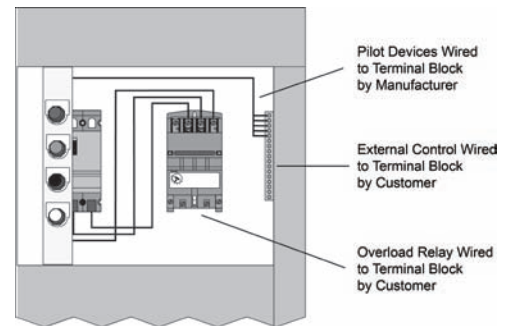 Pilot Devices Wired
to Terminal Block
by Manufacturer
External Control Wired
to Terminal Block
by Customer
Overload Relay Wired
to Terminal Block
by Customer